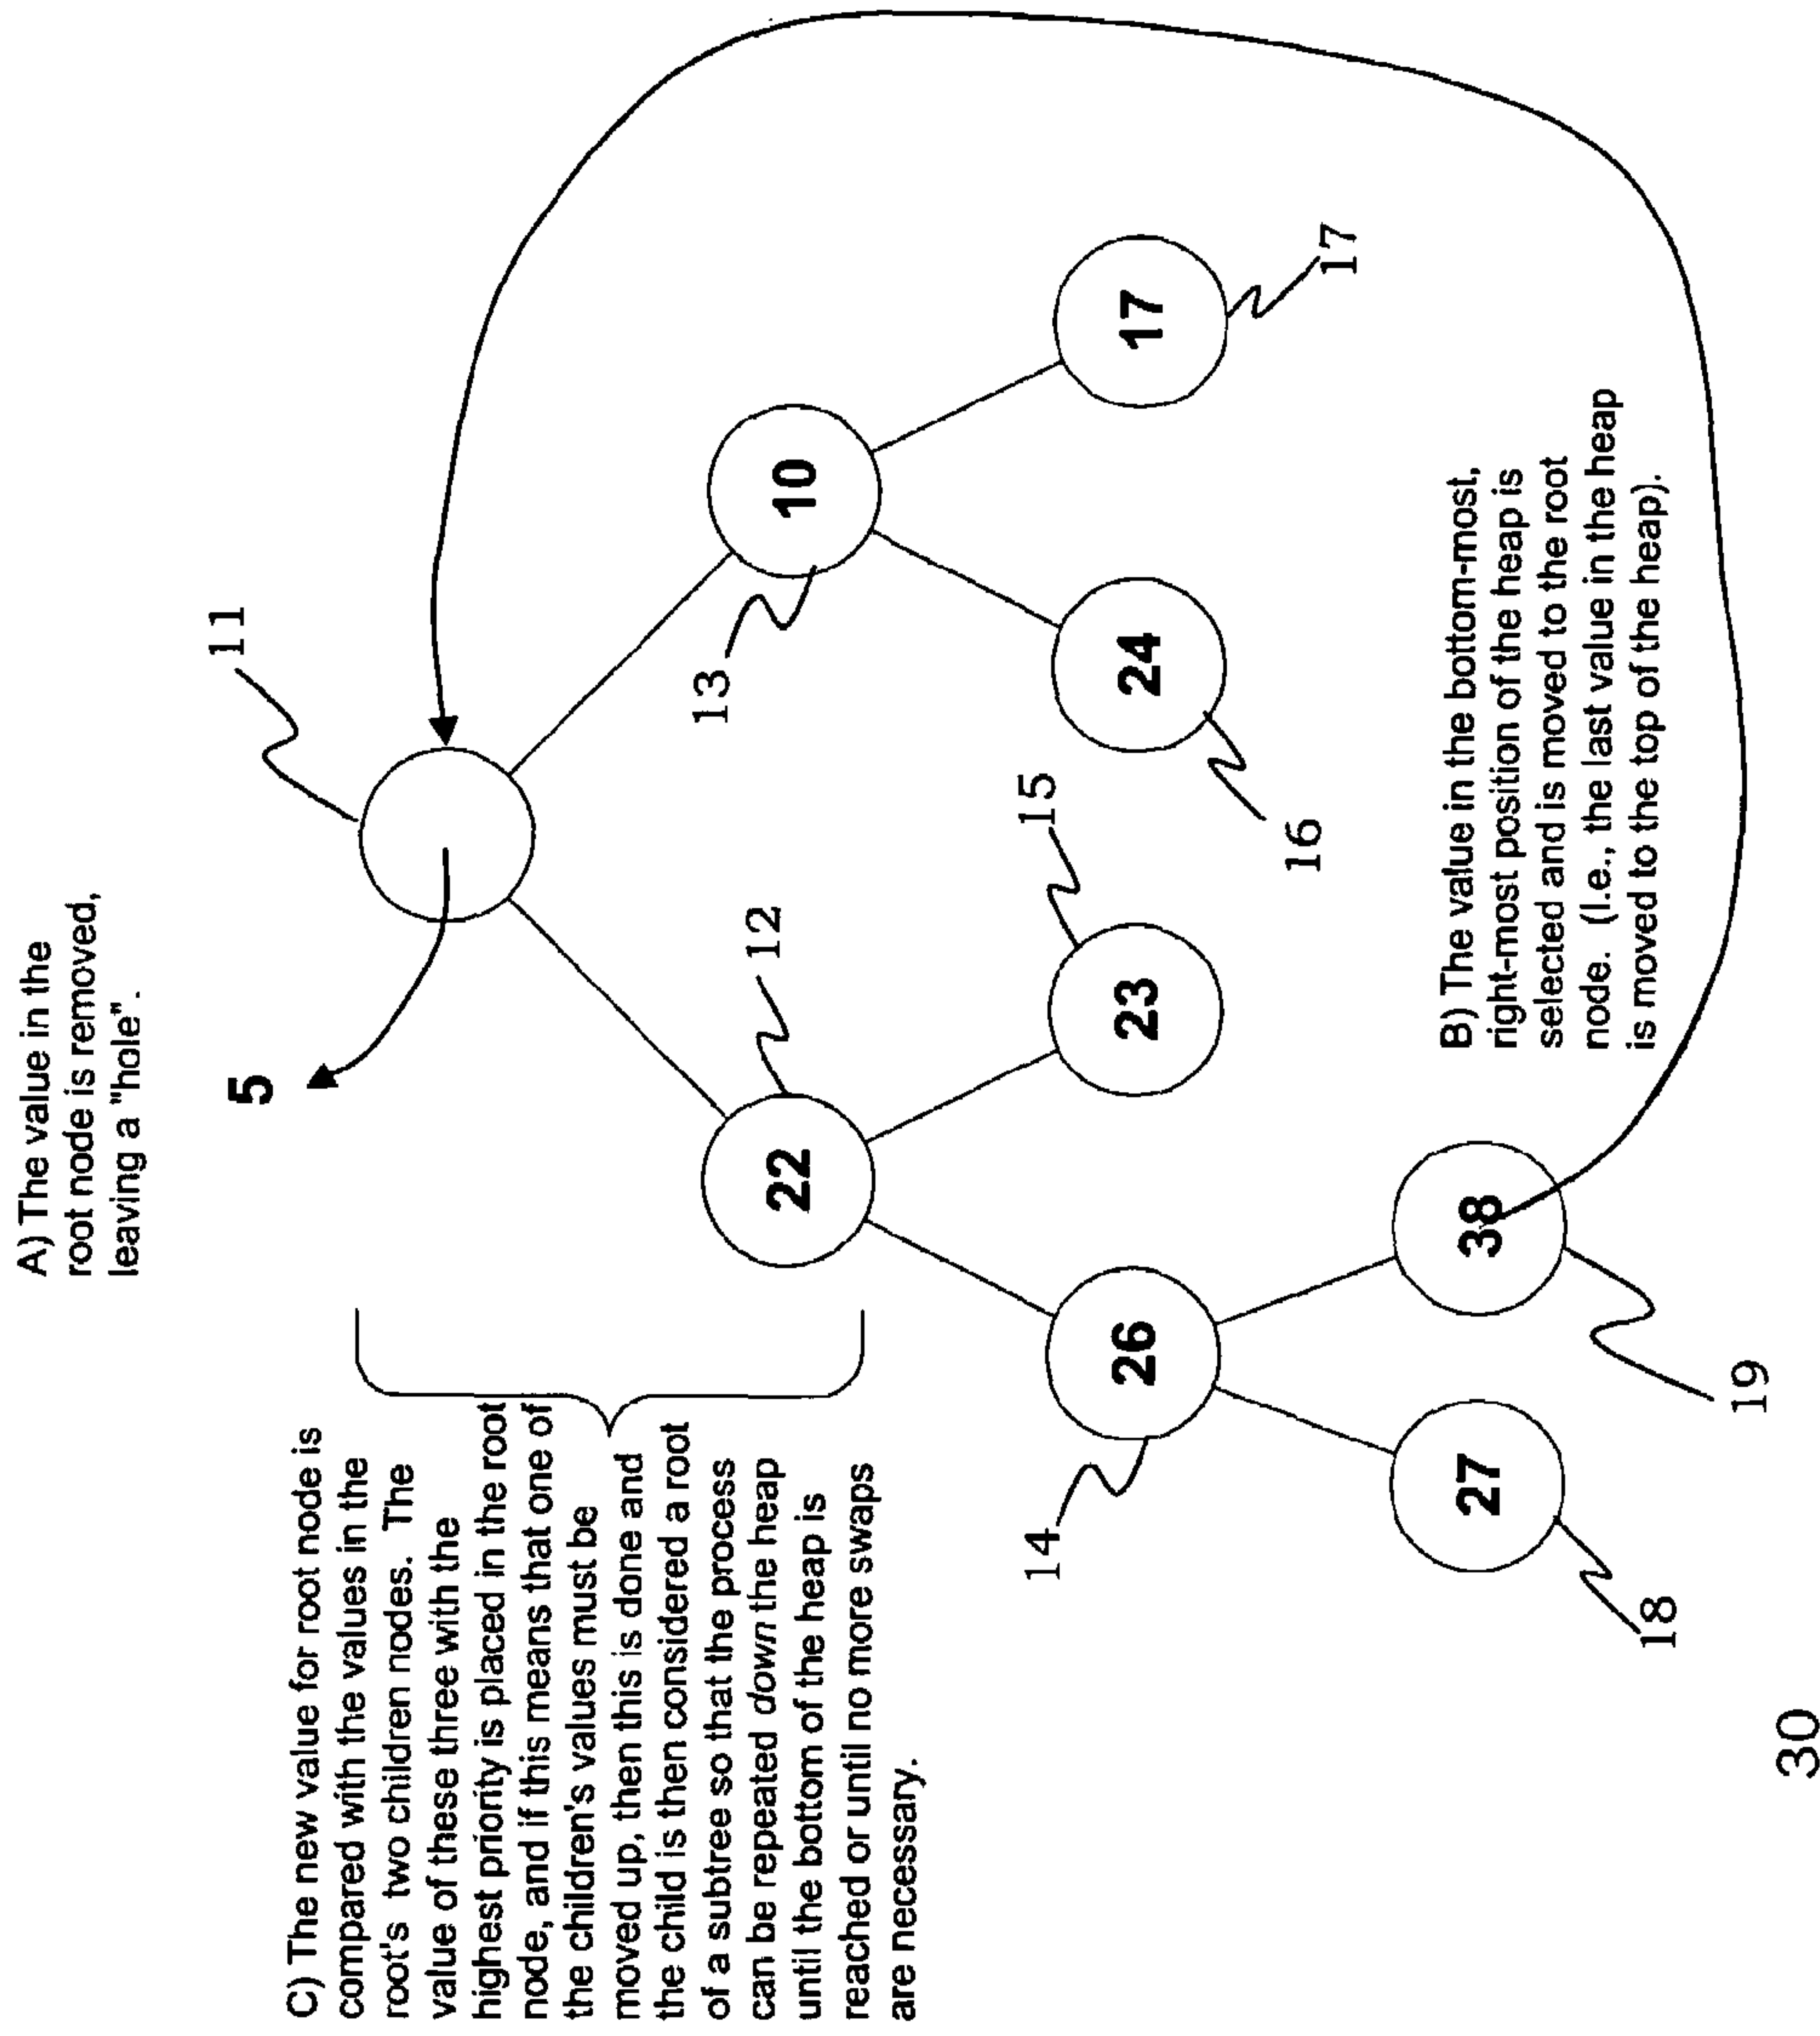 A) The value in the
root node is removed,
leaving a "hole".
5
11
C) The new value for root node is
compared with the values in the
root's two children nodes. The
value of these three with the
highest priority is placed in the root
node, and if this means that one of
the children's values must be
moved up, then this is done and
the child is then considered a root
of a subtree so that the process
can be repeated down the heap
until the bottom of the heap is
reached or until no more swaps
are necessary.
22
12
13
10
14
26
23
15
24
16
17
17
27
18
38
19
B) The value in the bottom-most,
right-most position of the heap is
selected and is moved to the root
node. (I.e., the last value in the heap
is moved to the top of the heap).
30